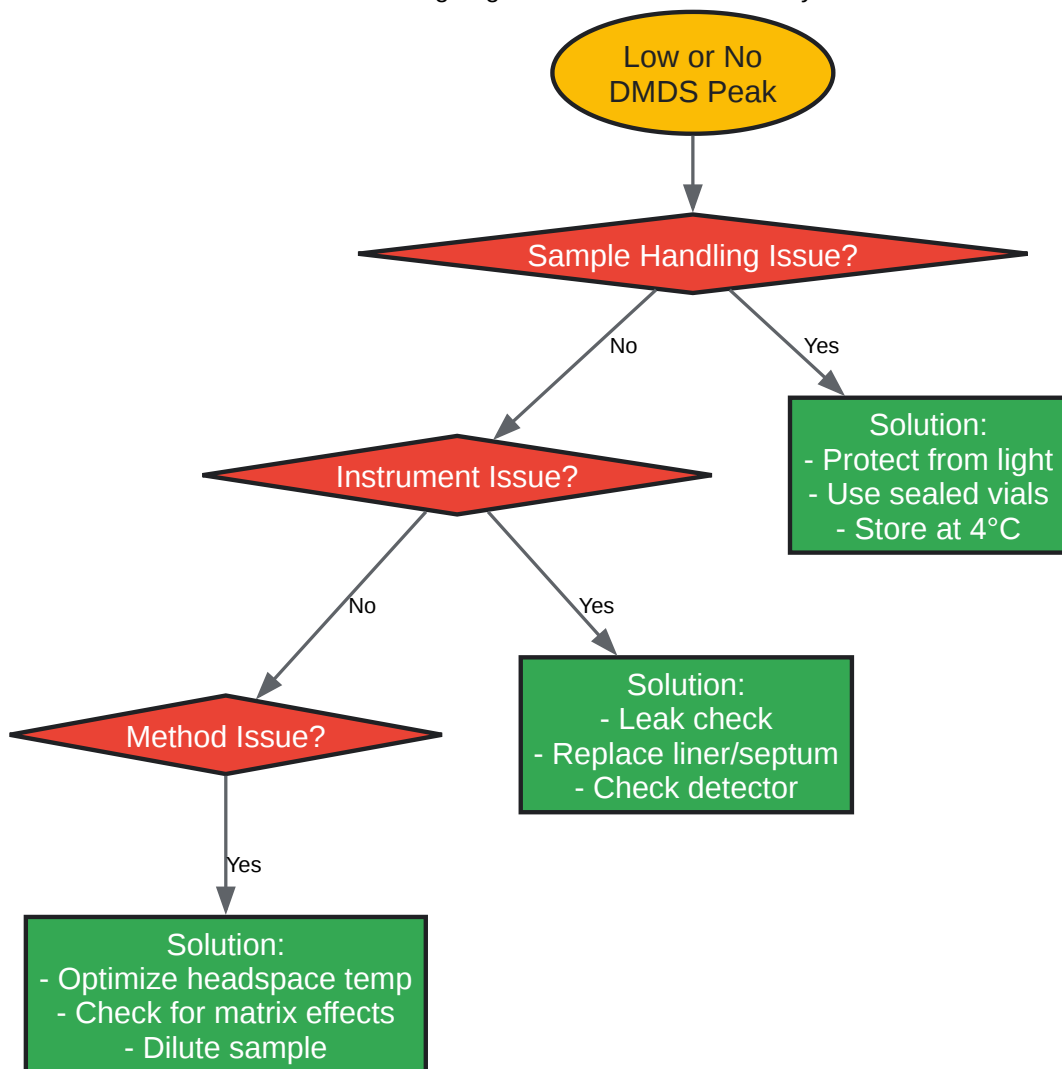 Low or No
DMDS Peak
Sample Handling Issue?
No
Yes
Solution:
- Protect from light
- Use sealed vials
- Store at 4°C
Instrument Issue?
No
Yes
Solution:
- Leak check
- Replace liner/septum
- Check detector
Method Issue?
Yes
Solution:
- Optimize headspace temp
- Check for matrix effects
- Dilute sample